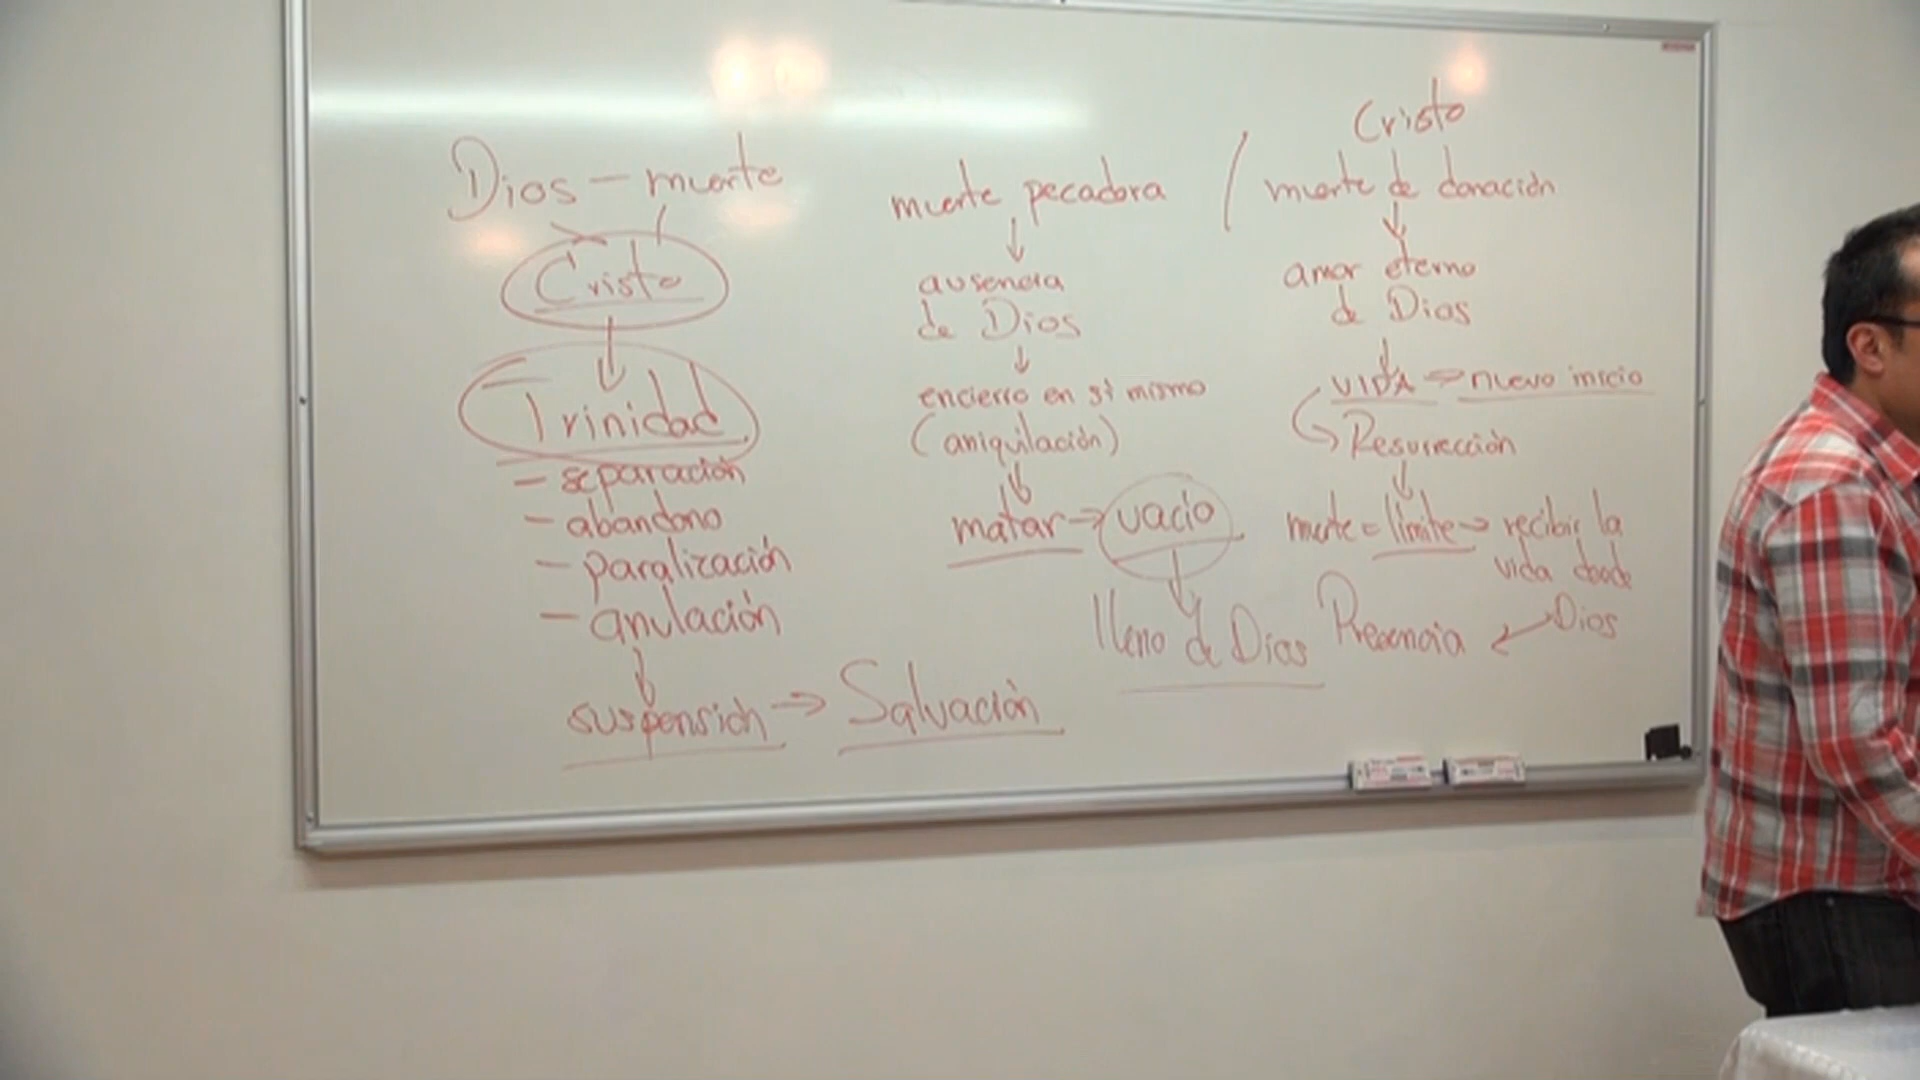 Dios – muerte
Cristo
Trinidad
– separación
– abandono
– paralización
– anulación
↓
suspensión → Salvación
muerte pecadora /
↓
ausencia
de Dios
↓
encierro en sí mismo
(aniquilación)
↓
matar → vacio
↓
lleno de Dios
Cristo
muerte de donación
↓
amor eterno
de Dios
↓
VIDA → nuevo inicio
Resurrección
↓
muerte = límite → recibir la
vida desde
Dios
Presencia